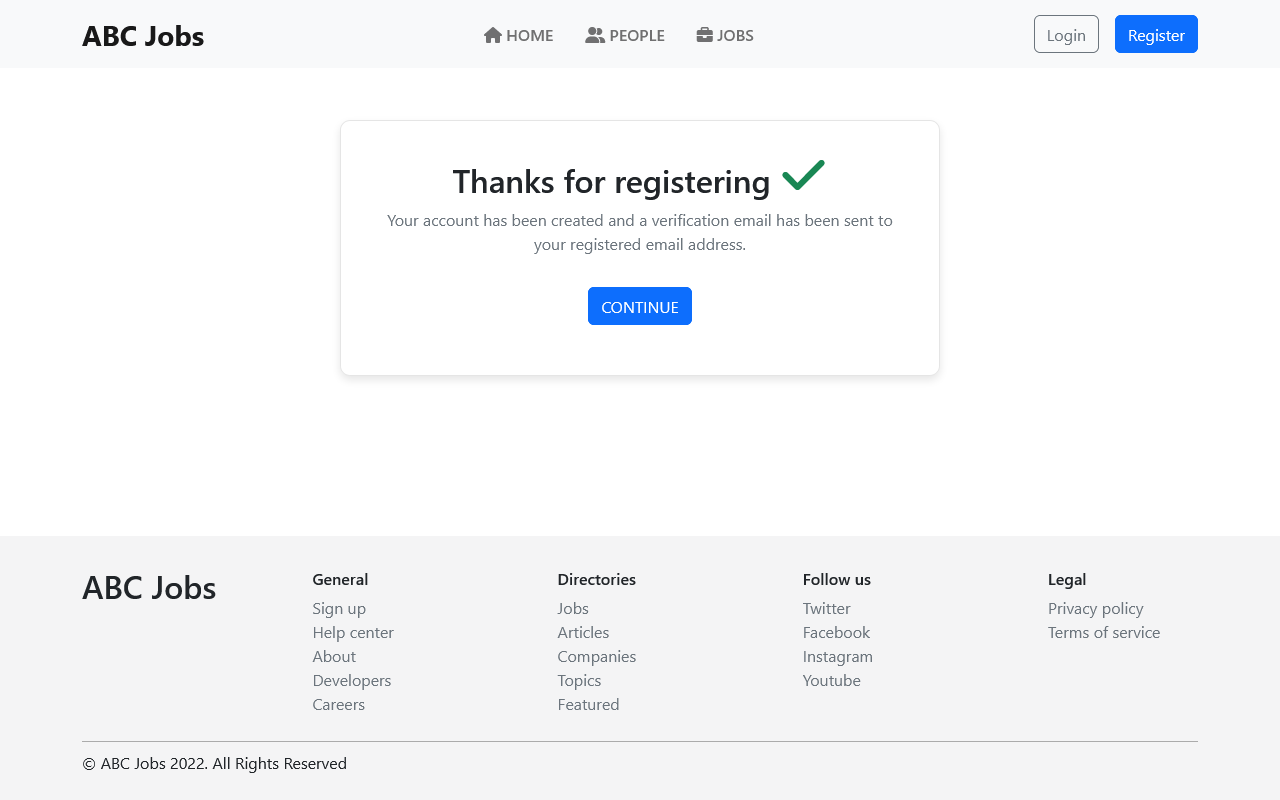 ABC Jobs
HOME
PEOPLE
JOBS
Login
Register
Thanks for registering
Your account has been created and a verification email has been sent to
your registered email address.
CONTINUE
ABC Jobs
General
Sign up
Help center
About
Developers
Careers
Directories
Jobs
Articles
Companies
Topics
Featured
Follow us
Twitter
Facebook
Instagram
Youtube
Legal
Privacy policy
Terms of service
© ABC Jobs 2022. All Rights Reserved